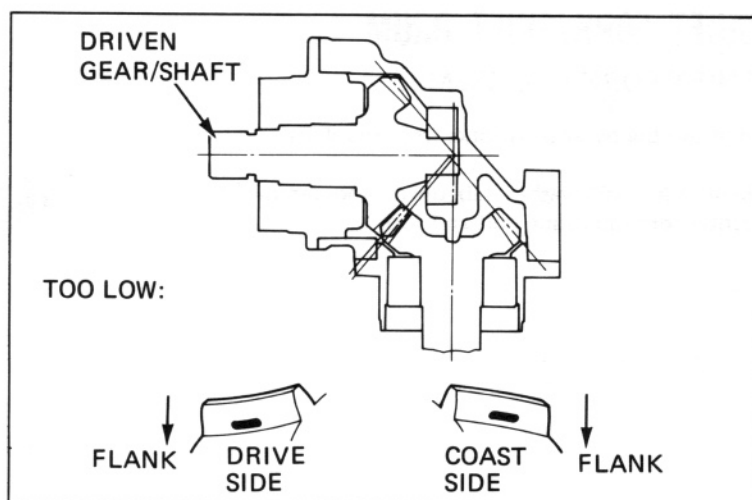 DRIVEN
GEAR/SHAFT
TOO LOW:
FLANK
DRIVE
SIDE
COAST
SIDE
FLANK